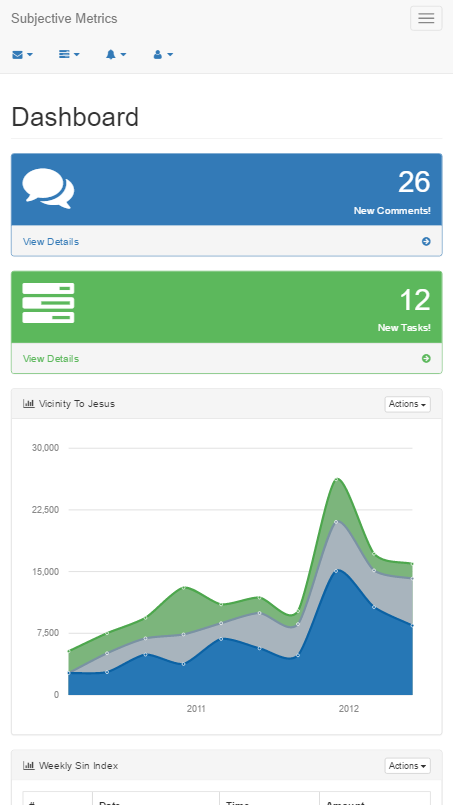 Subjective Metrics
Dashboard
26
New Comments!
View Details
12
New Tasks!
View Details
Vicinity To Jesus
Actions
30,000
22,500
15,000
7,500
0
2011 2012
Weekly Sin Index
Actions
# Date Time Amount